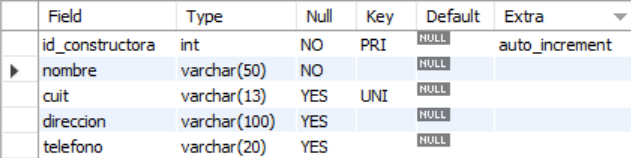 Field Type Null Key Default Extra
id_constructora int NO PRI NULL auto_increment
nombre varchar(50) NO NULL
cuit varchar(13) YES UNI NULL
direccion varchar(100) YES NULL
telefono varchar(20) YES NULL